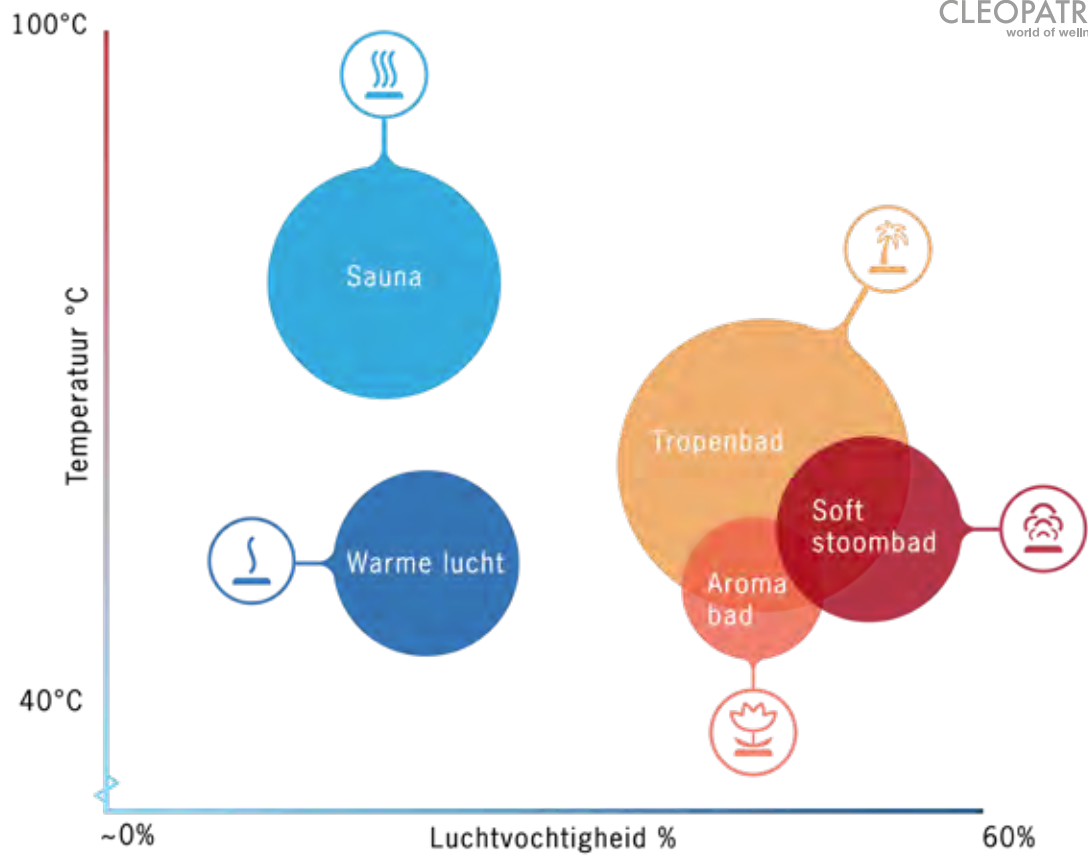 100°C
CLEOPATR
world of welln
Sauna
Temperatuur °C
Tropenbad
Soft
stoombad
Warme lucht
Aroma
bad
40°C
~0%
Luchtvochtigheid %
60%